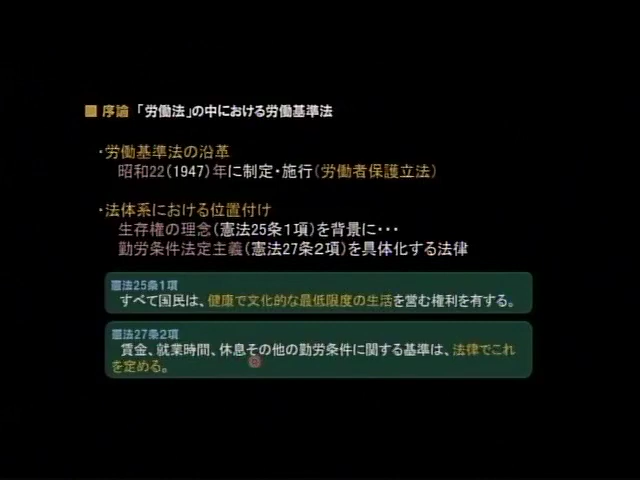 ■ 序論 「労働法」の中における労働基準法
・労働基準法の沿革
昭和22(1947)年に制定・施行(労働者保護立法)
・法体系における位置付け
生存権の理念(憲法25条1項)を背景に・・・
勤労条件法定主義(憲法27条2項)を具体化する法律
憲法25条1項
すべて国民は、健康で文化的な最低限度の生活を営む権利を有する。
憲法27条2項
賃金、就業時間、休息その他の勤労条件に関する基準は、法律でこれ
を定める。